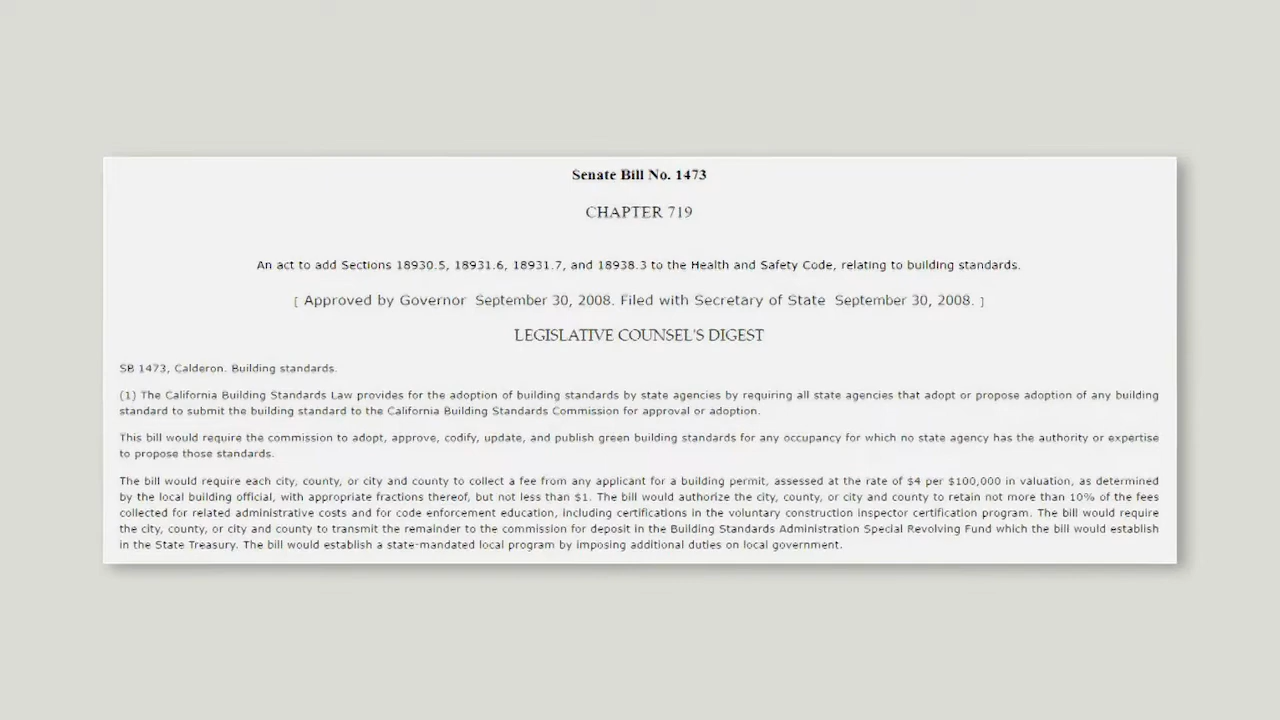 Senate Bill No. 1473
CHAPTER 719
An act to add Sections 18930.5, 18931.6, 18931.7, and 18938.3 to the Health and Safety Code, relating to building standards.
[ Approved by Governor September 30, 2008. Filed with Secretary of State September 30, 2008. ]
LEGISLATIVE COUNSEL'S DIGEST
SB 1473, Calderon. Building standards.
(1) The California Building Standards Law provides for the adoption of building standards by state agencies by requiring all state agencies that adopt or propose adoption of any building
standard to submit the building standard to the California Building Standards Commission for approval or adoption.
This bill would require the commission to adopt, approve, codify, update, and publish green building standards for any occupancy for which no state agency has the authority or expertise
to propose those standards.
The bill would require each city, county, or city and county to collect a fee from any applicant for a building permit, assessed at the rate of $4 per $100,000 in valuation, as determined
by the local building official, with appropriate fractions thereof, but not less than $1. The bill would authorize the city, county, or city and county to retain not more than 10% of the fees
collected for related administrative costs and for code enforcement education, including certifications in the voluntary construction inspector certification program. The bill would require
the city, county, or city and county to transmit the remainder to the commission for deposit in the Building Standards Administration Special Revolving Fund which the bill would establish
in the State Treasury. The bill would establish a state-mandated local program by imposing additional duties on local government.